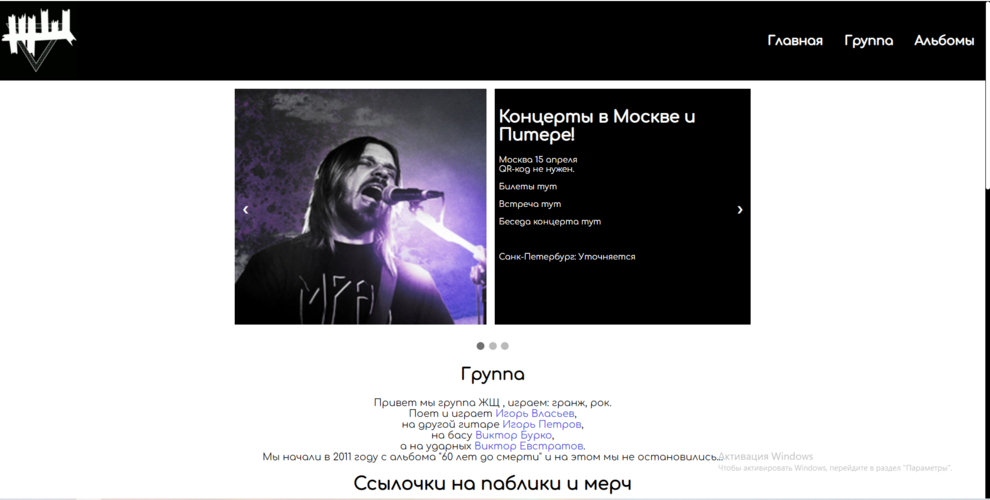 ЖЩ
Главная Группа Альбомы
Концерты в Москве и
Питере!
Москва 15 апреля
QR-код не нужен.
Билеты тут
Встреча тут
Беседа концерта тут
Санк-Петербург: Уточняется
‹ ›
Группа
Привет мы группа ЖЩ , играем: гранж, рок.
Поет и играет Игорь Власьев,
на другой гитаре Игорь Петров,
на басу Виктор Бурко,
а на ударных Виктор Евстратов.
Мы начали в 2011 году с альбома "60 лет до смерти" и на этом мы не остановились...
Активация Windows
Чтобы активировать Windows, перейдите в раздел "Параметры".
Ссылочки на паблики и мерч